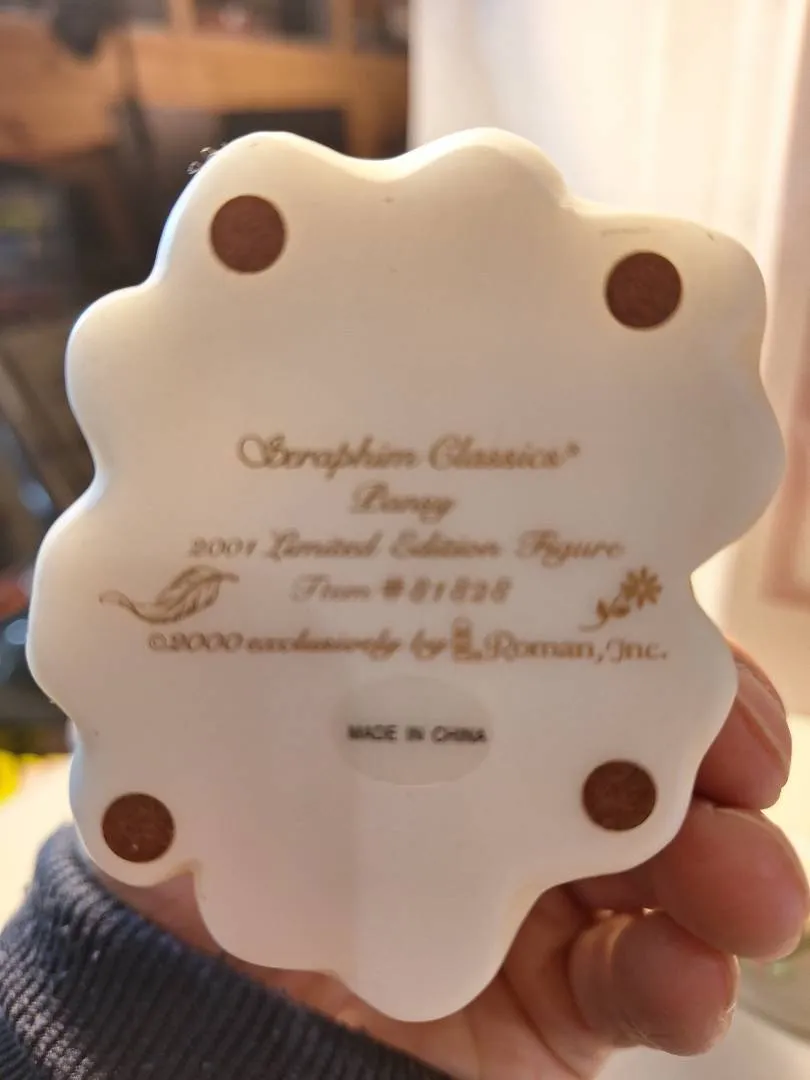 Seraphim Classics®
Pansy
2001 Limited Edition Figure
Item #81828
©2000 exclusively by Roman, Inc.
MADE IN CHINA